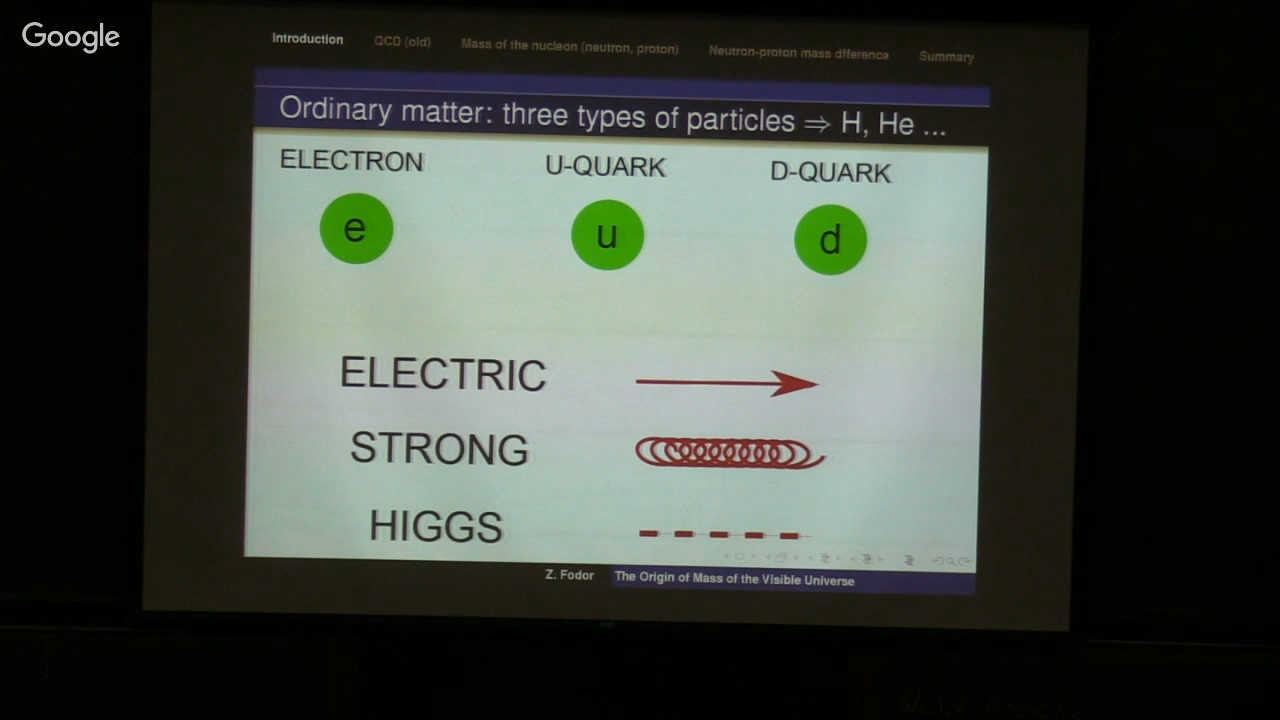 Google
Introduction QCD (old) Mass of the nucleon (neutron, proton) Neutron-proton mass dfference Summary
Ordinary matter: three types of particles ⇒ H, He ...
ELECTRON U-QUARK D-QUARK
e u d
ELECTRIC
STRONG
HIGGS
Z. Fodor The Origin of Mass of the Visible Universe